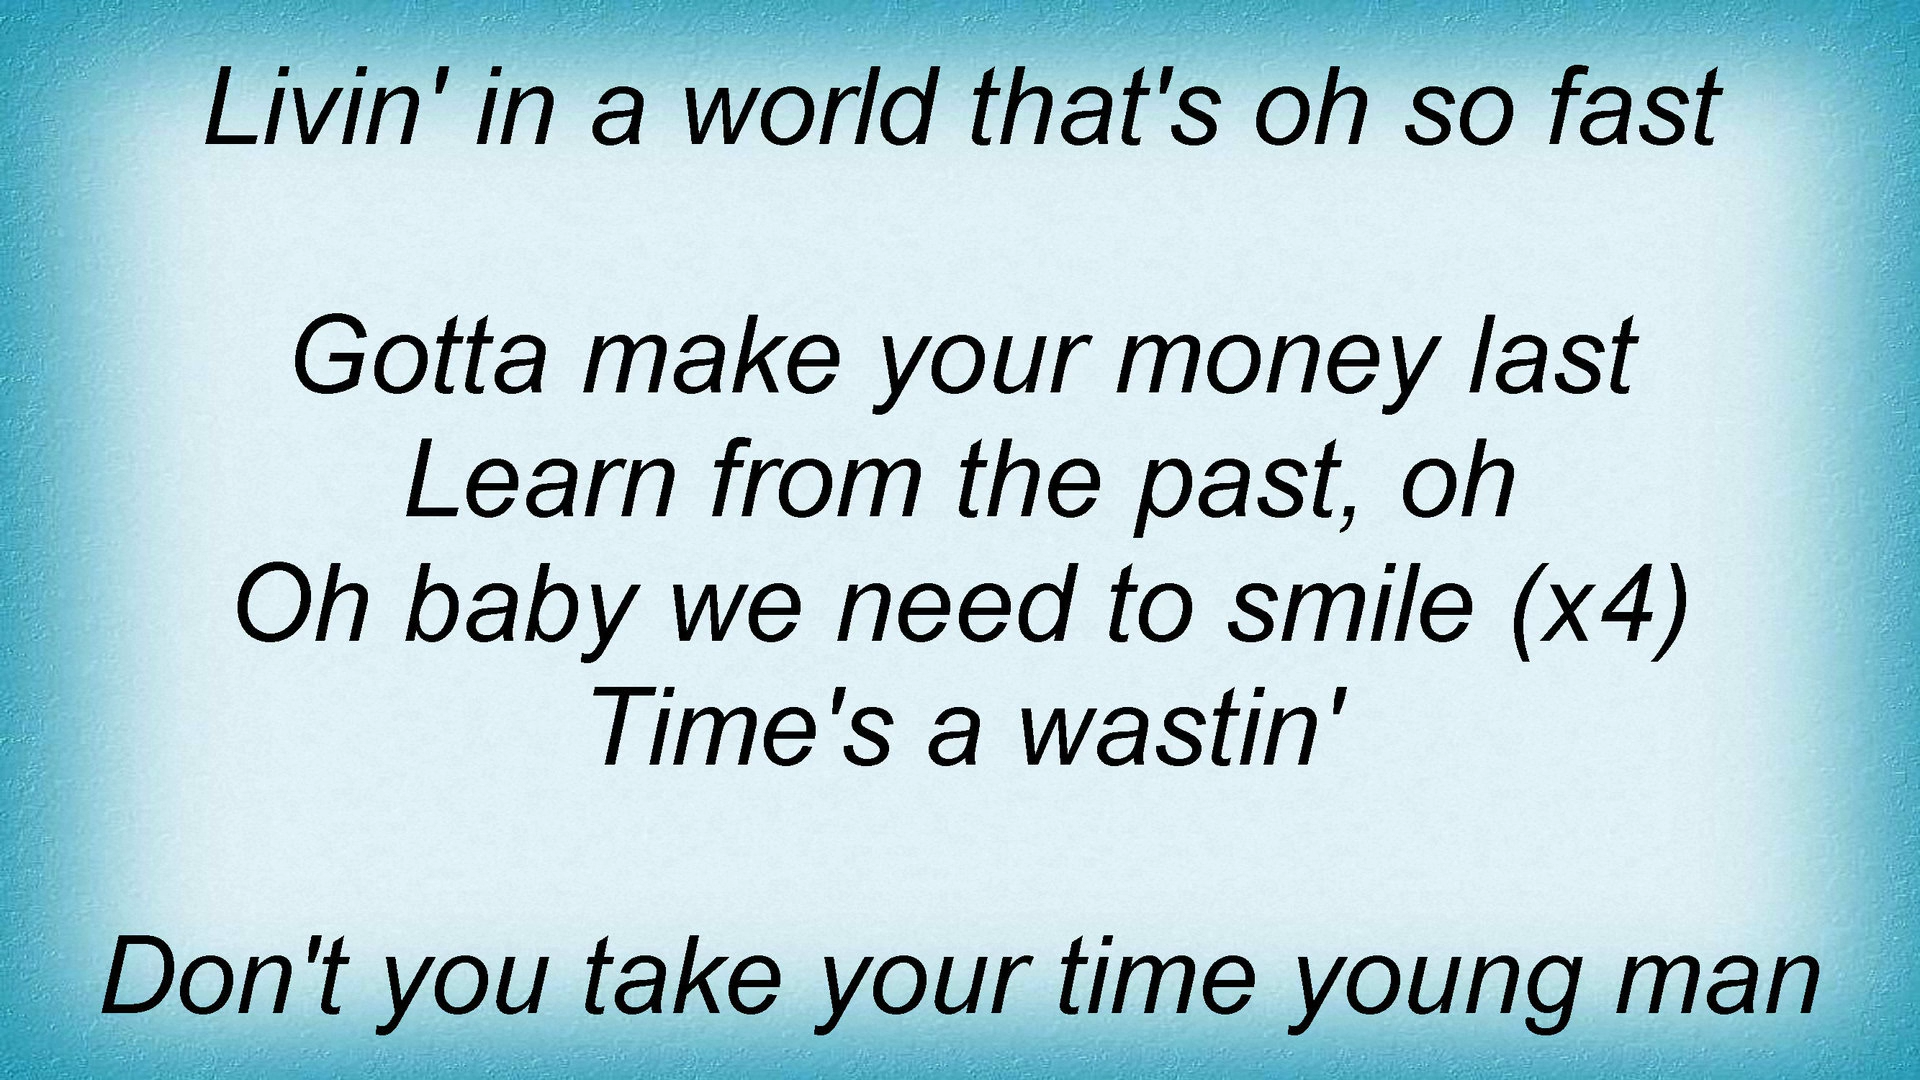 Livin' in a world that's oh so fast
Gotta make your money last
Learn from the past, oh
Oh baby we need to smile (x4)
Time's a wastin'
Don't you take your time young man